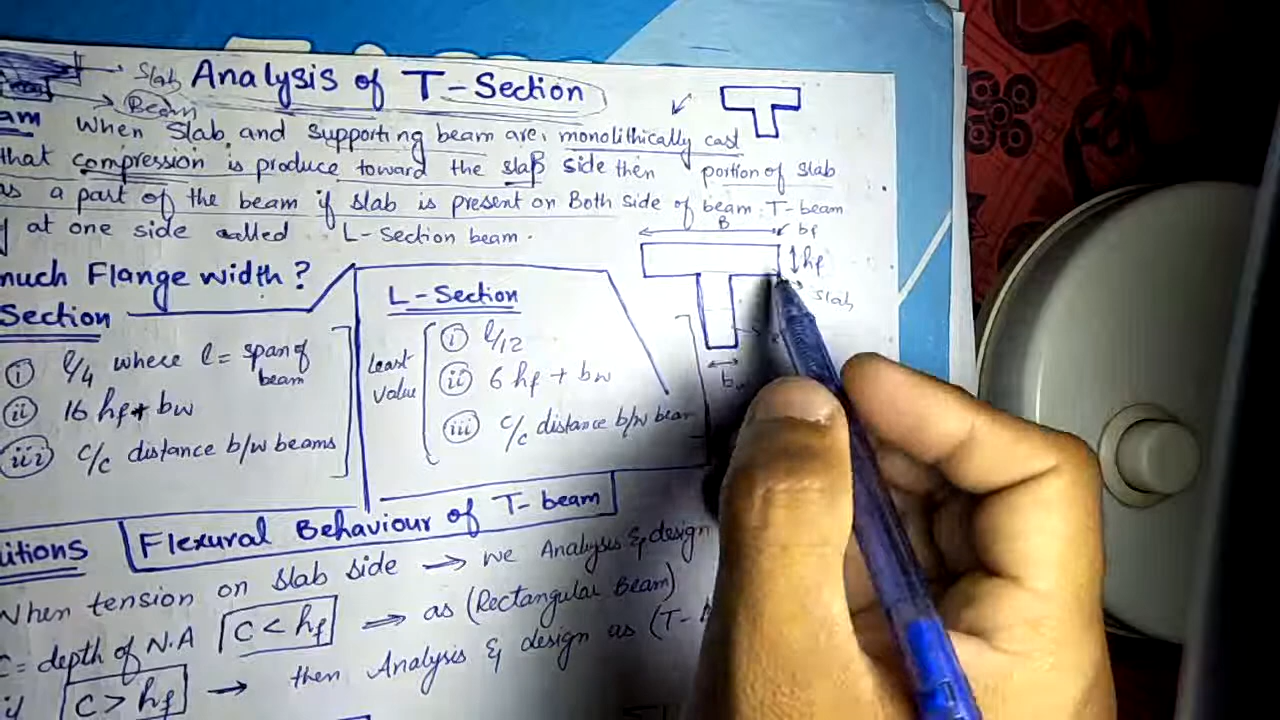 Slab
Analysis of T-Section
Beam
am When Slab and supporting beam are monolithically cast
that compression is produce toward the slab side then portion of slab
as a part of the beam if slab is present on Both side of beam T-beam
at one side called L-Section beam.
B bf
hf
Slab
bw
much Flange width?
Section
i l/4 where l = span of
beam
ii 16 hf + bw
iii c/c distance b/w beams
L-Section
Least
value
i l/12
ii 6 hf + bw
iii c/c distance b/w beam
itions Flexural Behaviour of T-beam
When tension on slab side → we Analysis & design
C = depth of N.A C < hf → as (Rectangular Beam)
if C > hf → then Analysis & design as (T-